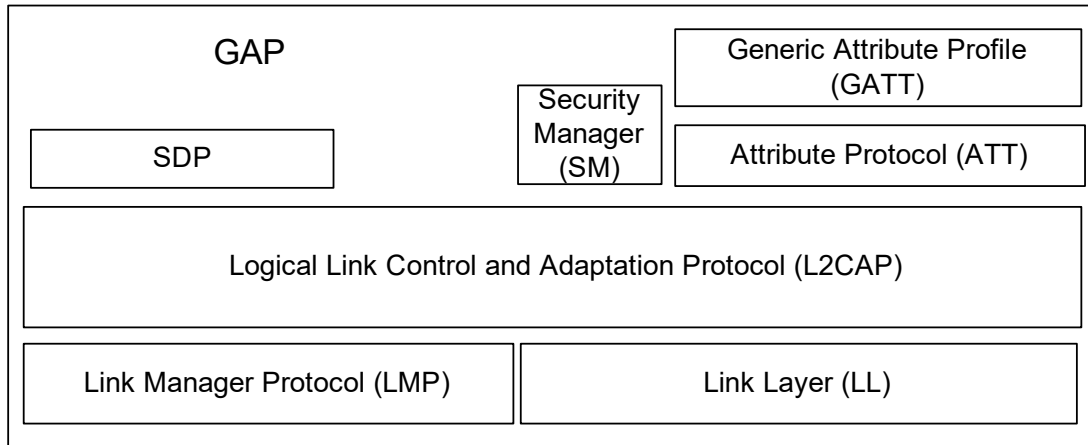 GAP
Generic Attribute Profile
(GATT)
Security
Manager
(SM)
SDP
Attribute Protocol (ATT)
Logical Link Control and Adaptation Protocol (L2CAP)
Link Manager Protocol (LMP)
Link Layer (LL)